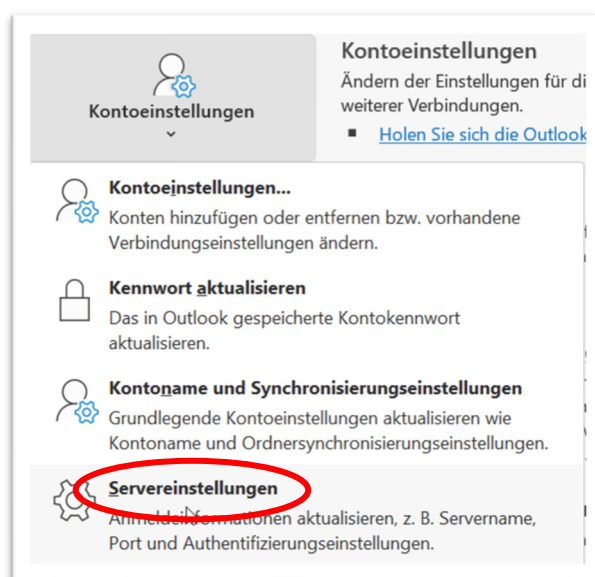 Kontoeinstellungen
Kontoeinstellungen
Ändern der Einstellungen für di
weiterer Verbindungen.
Holen Sie sich die Outlook
Kontoeinstellungen...
Konten hinzufügen oder entfernen bzw. vorhandene
Verbindungseinstellungen ändern.
Kennwort aktualisieren
Das in Outlook gespeicherte Kontokennwort
aktualisieren.
Kontoname und Synchronisierungseinstellungen
Grundlegende Kontoeinstellungen aktualisieren wie
Kontoname und Ordnersynchronisierungseinstellungen.
Servereinstellungen
Anmeldeinformationen aktualisieren, z. B. Servername,
Port und Authentifizierungseinstellungen.